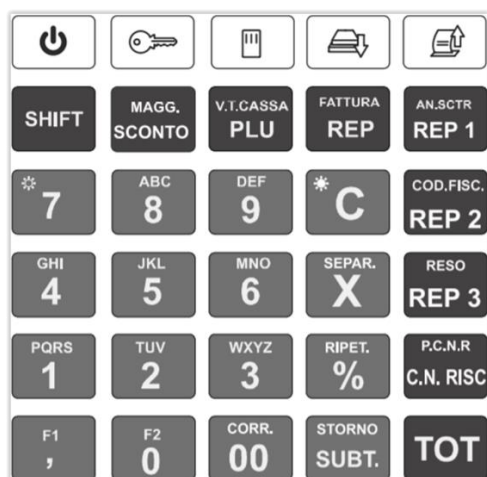 SHIFT
MAGG.
SCONTO
V.T.CASSA
PLU
FATTURA
REP
AN.SCTR
REP 1
7
ABC
8
DEF
9
C
COD.FISC.
REP 2
GHI
4
JKL
5
MNO
6
SEPAR.
X
RESO
REP 3
PQRS
1
TUV
2
WXYZ
3
RIPET.
%
P.C.N.R
C.N. RISC
F1
,
F2
0
CORR.
00
STORNO
SUBT.
TOT